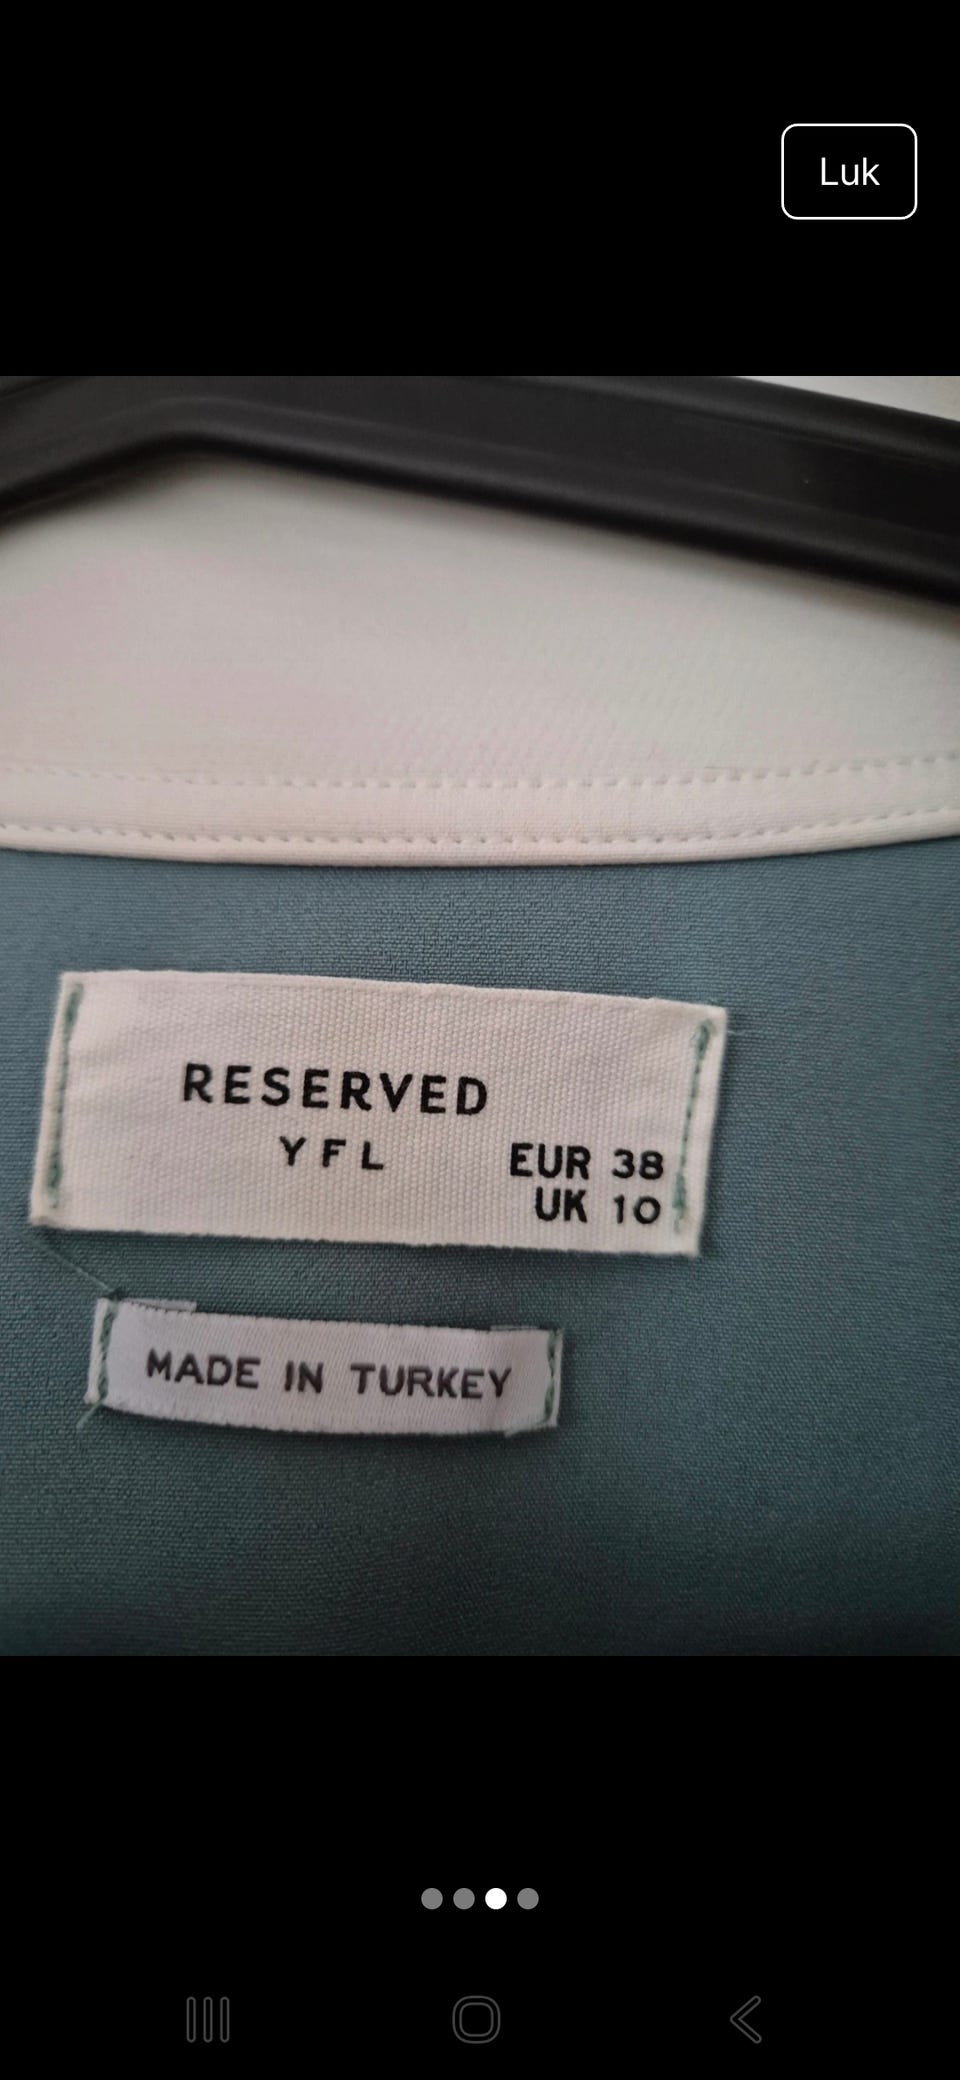 Luk
RESERVED
YFL
EUR 38
UK 10
MADE IN TURKEY